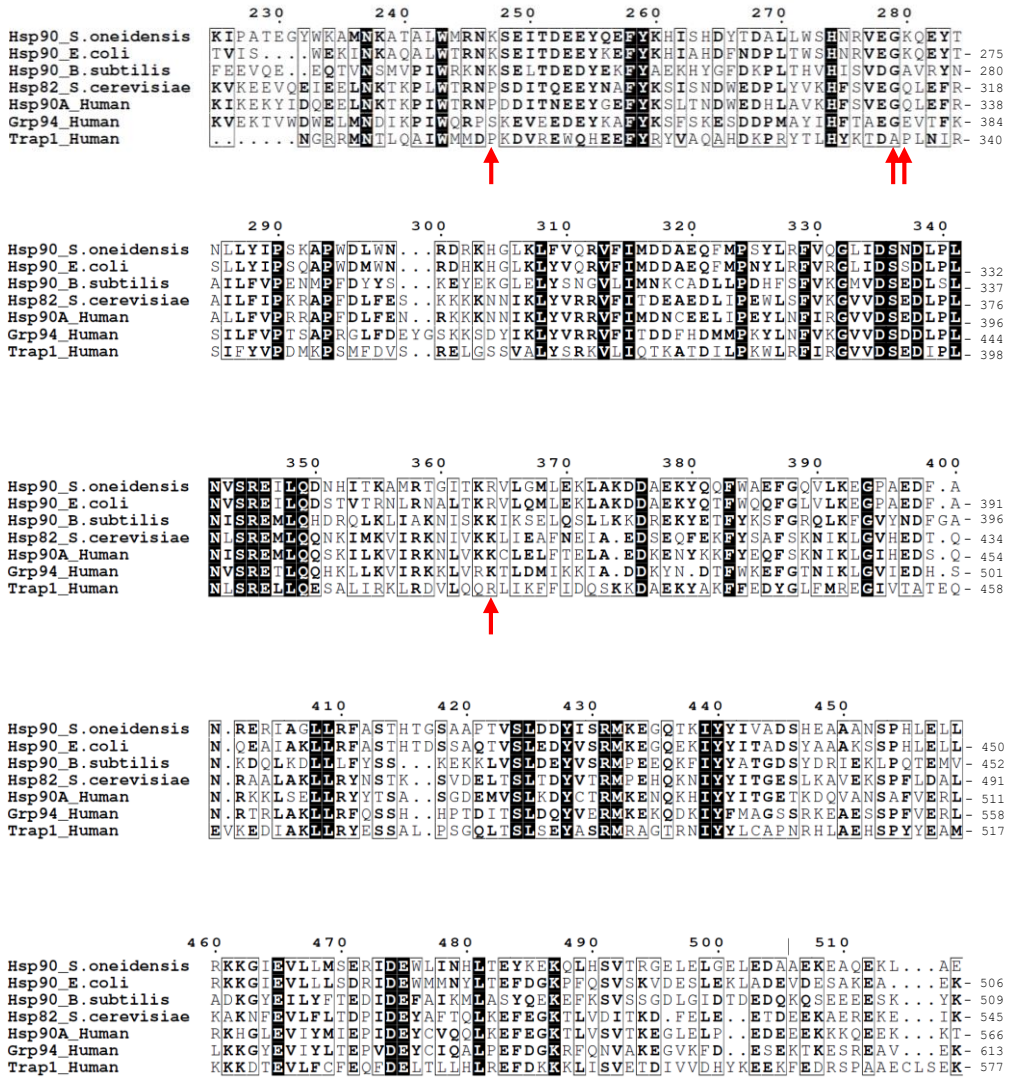 230 240 250 260 270 280
Hsp90_S.oneidensis KIPATEGYWKAMNKATALWMRNKSEITDEEYQEFYKHISHDYTDALLWSHNRVEGKQEYT
Hsp90_E.coli TVIS....WEKINKAQALWTRNKSEITDEEYKEFYKHIAHDFNDPLTWSHNRVEGKQEYT- 275
Hsp90_B.subtilis FEEVQE..EQTVNSMVPIWRKNKSELTDEDYEKFYAEKHYGFDKPLTHVHISVDGAVRYN- 280
Hsp82_S.cerevisiae KVKEEVQEIEELNKTKPLWTRNPSDITQEEYNAFYKSISNDWEDPLYVKHFSVEGQLEFR- 318
Hsp90A_Human KIKEKYIDQEELNKTKPIWTRNPDDITNEEYGEFYKSLTNDWEDHLAVKHFSVEGQLEFR- 338
Grp94_Human KVEKTVWDWELMNDIKPIWQRPSKEVEEDEYKAFYKSFSKESDDPMAYIHFTAEGEVTFK- 384
Trap1_Human .......NGRRMNTLQAIWMMDPKDVREWQHEEFYRYVAQAHDKPRYTLHYKTDAPLNIR- 340
290 300 310 320 330 340
Hsp90_S.oneidensis NLLYIPSKAPWDLWN...RDRKHGLKLFVQRVFIMDDAEQFMPSYLRFVQGLIDSNDLPL
Hsp90_E.coli SLLYIPSQAPWDMWN...RDHKHGLKLYVQRVFIMDDAEQFMPNYLRFVRGLIDSSDLPL- 332
Hsp90_B.subtilis AILFVPENMPFDYYS...KEYEKGLELYSNGVLIMNKCADLLPDHFSFVKGMVDSEDLSL- 337
Hsp82_S.cerevisiae AILFIPKRAPFDLFES..KKKKNNIKLYVRRVFITDEAEDLIPEWLSFVKGVVDSEDLPL- 376
Hsp90A_Human ALLFVPRRAPFDLFEN..RKKKNNIKLYVRRVFIMDNCEELIPEYLNFIRGVVDSEDLPL- 396
Grp94_Human SILFVPTSAPRGLFDEYGSKKSDYIKLYVRRVFITDDFHDMMPKYLNFVKGVVDSDDLPL- 444
Trap1_Human SIFYVPDMKPSMFDVS..RELGSSVALYSRKVLIQTKATDILPKWLRFIRGVVDSEDIPL- 398
350 360 370 380 390 400
Hsp90_S.oneidensis NVSREILQDNHITKAMRTGITKRVLGMLEKLAKDDAEKYQQFWAEFGQVLKEGPAEDF.A
Hsp90_E.coli NVSREILQDSTVTRNLRNALTKRVLQMLEKLAKDDAEKYQTFWQQFGLVLKEGPAEDF.A- 391
Hsp90_B.subtilis NISREMLQHDRQLKLIAKNISKKIKSELQSLLKKDREKYETFYKSFGRQLKFGVYNDFGA- 396
Hsp82_S.cerevisiae NLSREMLQQNKIMKVIRKNIVKKLIEAFNEIA.EDSEQFEKFYSAFSKNIKLGVHEDT.Q- 434
Hsp90A_Human NISREMLQQSKILKVIRKNLVKKCLELFTELA.EDKENYKKFYEQFSKNIKLGIHEDS.Q- 454
Grp94_Human NVSRETLQQHKLLKVIRKKLVRKTLDMIKKIA.DDKYN.DTFWKEFGTNIKLGVIEDH.S- 501
Trap1_Human NLSRELLQESALIRKLRDVLQQRLIKFFIDQSKKDAEKYAKFFEDYGLFMREGIVTATEQ- 458
410 420 430 440 450
Hsp90_S.oneidensis N.RERIAGLLRFASTHTGSAAPTVSLDDYISRMKEGQTKIYYIVADSHEAAANSPHLELL
Hsp90_E.coli N.QEAIAKLLRFASTHTDSSAQTVSLEDYVSRMKEGQEKIYYITADSYAAAKSSPHLELL- 450
Hsp90_B.subtilis N.KDQLKDLLLFYSS...KEKKLVSLDEYVSRMPEEQKFIYYATGDSYDRIEKLPQTEMV- 452
Hsp82_S.cerevisiae N.RAALAKLLRYNSTK..SVDELTSLTDYVTRMPEHQKNIYYITGESLKAVEKSPFLDAL- 491
Hsp90A_Human N.RKKLSELLRYYTSA..SGDEMVSLKDYCTRMKENQKHIYYITGETKDQVANSAFVERL- 511
Grp94_Human N.RTRLAKLLRFQSSH..HPTDITSLDQYVERMKEKQDKIYFMAGSSRKEAESSPFVERL- 558
Trap1_Human EVKEDIAKLLRYESSAL.PSGQLTSLSEYASRMRAGTRNIYYLCAPNRHLAEHSPYYEAM- 517
460 470 480 490 500 510
Hsp90_S.oneidensis RKKGIEVLLMSERIDEWLINHLTEYKEKQLHSVTRGELELGELEDAAEKEAQEKL...AE
Hsp90_E.coli RKKGIEVLLLSDRIDEWMMNYLTEFDGKPFQSVSKVDESLEKLADEVDESAKEA....EK- 506
Hsp90_B.subtilis ADKGYEILYFTEDIDEFAIKMLASYQEKEFKSVSSGDLGIDTDEDQKQSEEEESK...YK- 509
Hsp82_S.cerevisiae KAKNFEVLFLTDPIDEYAFTQLKEFEGKTLVDITKD.FELE..ETDEEKAEREKE...IK- 545
Hsp90A_Human RKHGLEVIYMIEPIDEYCVQQLKEFEGKTLVSVTKEGLELP..EDEEEKKKQEEK...KT- 566
Grp94_Human LKKGYEVIYLTEPVDEYCIQALPEFDGKRFQNVAKEGVKFD..ESEKTKESREAV...EK- 613
Trap1_Human KKKDTEVLFCFEQFDELTLLHLREFDKKKLISVETDIVVDHYKEEKFEDRSPAAECLSEK- 577